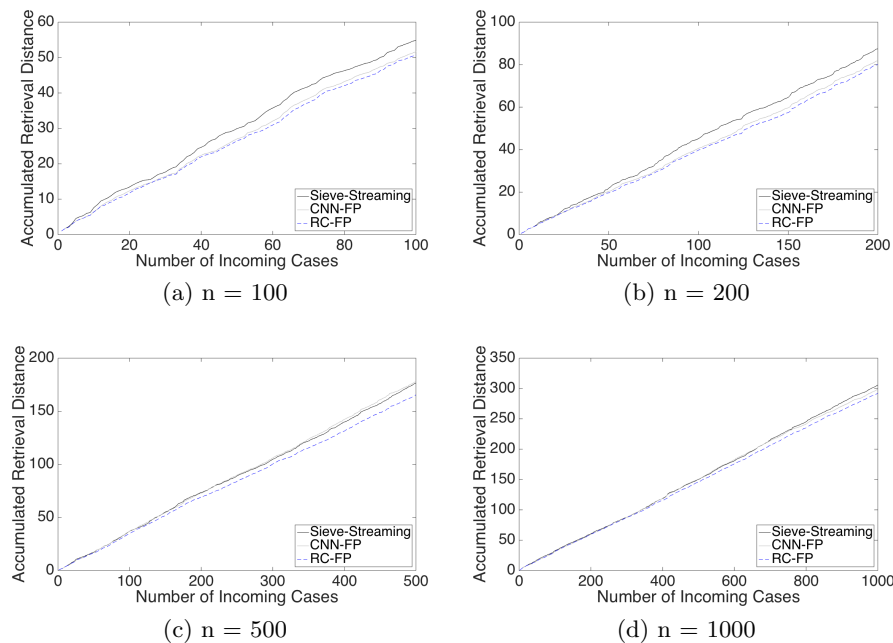 Accumulated Retrieval Distance
60
50
40
30
20
10
0
0 20 40 60 80 100
Number of Incoming Cases
Sieve-Streaming
CNN-FP
RC-FP
(a) n = 100
Accumulated Retrieval Distance
100
80
60
40
20
0
0 50 100 150 200
Number of Incoming Cases
Sieve-Streaming
CNN-FP
RC-FP
(b) n = 200
Accumulated Retrieval Distance
200
150
100
50
0
0 100 200 300 400 500
Number of Incoming Cases
Sieve-Streaming
CNN-FP
RC-FP
(c) n = 500
Accumulated Retrieval Distance
350
300
250
200
150
100
50
0
0 200 400 600 800 1000
Number of Incoming Cases
Sieve-Streaming
CNN-FP
RC-FP
(d) n = 1000